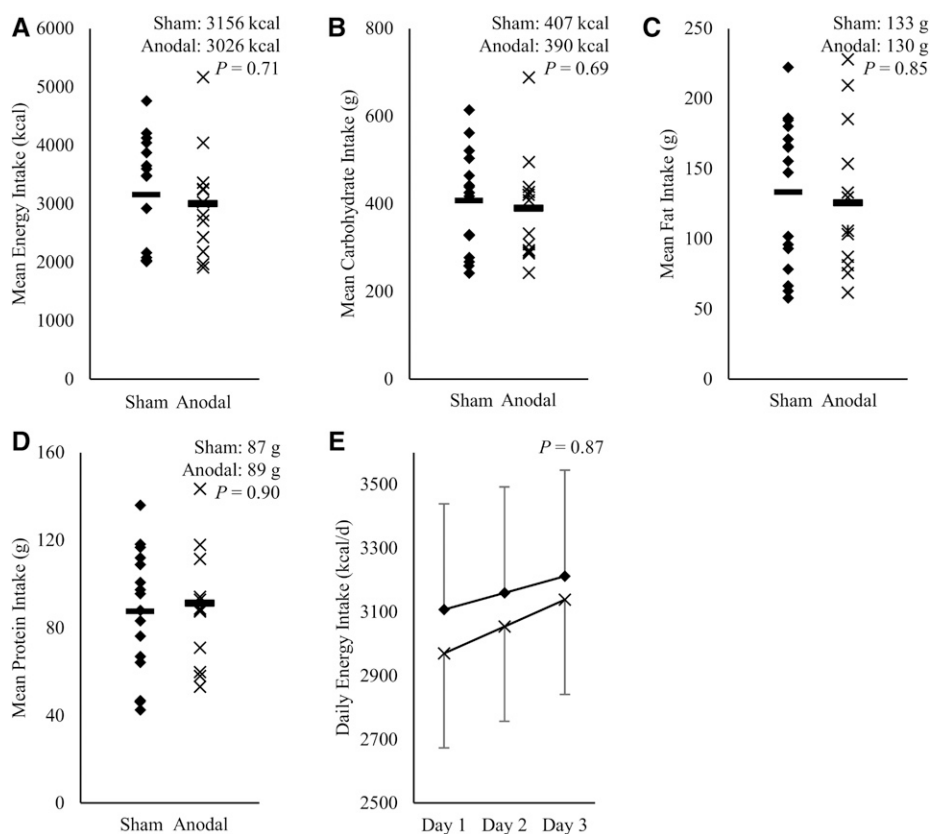 A
Sham: 3156 kcal
Anodal: 3026 kcal
P = 0.71
Mean Energy Intake (kcal)
6000
5000
4000
3000
2000
1000
0
Sham Anodal
B
Sham: 407 kcal
Anodal: 390 kcal
P = 0.69
Mean Carbohydrate Intake (g)
800
600
400
200
0
Sham Anodal
C
Sham: 133 g
Anodal: 130 g
P = 0.85
Mean Fat Intake (g)
250
200
150
100
50
0
Sham Anodal
D
Sham: 87 g
Anodal: 89 g
P = 0.90
Mean Protein Intake (g)
160
120
80
40
0
Sham Anodal
E
P = 0.87
Daily Energy Intake (kcal/d)
3500
3300
3100
2900
2700
2500
Day 1 Day 2 Day 3